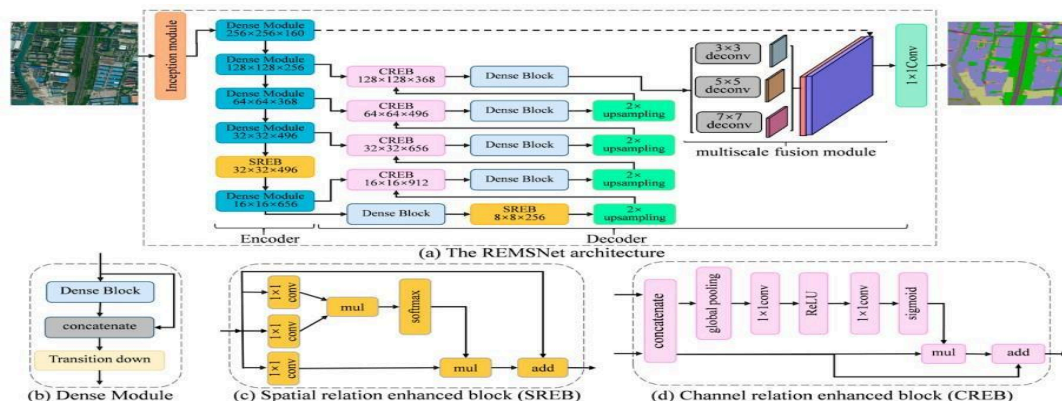 Inception module
Dense Module
256×256×160
Dense Module
128×128×256
Dense Module
64×64×368
Dense Module
32×32×496
SREB
32×32×496
Dense Module
16×16×656
CREB
128×128×368
Dense Block
CREB
64×64×496
Dense Block
2×
upsampling
CREB
32×32×656
Dense Block
2×
upsampling
CREB
16×16×912
Dense Block
2×
upsampling
Dense Block
SREB
8×8×256
2×
upsampling
3×3
deconv
5×5
deconv
7×7
deconv
multiscale fusion module
1×1Conv
Encoder
Decoder
(a) The REMSNet architecture
Dense Block
concatenate
Transition down
(b) Dense Module
1×1
conv
1×1
conv
1×1
conv
mul
softmax
mul
add
(c) Spatial relation enhanced block (SREB)
concatenate
global pooling
1×1conv
ReLU
1×1conv
sigmoid
mul
add
(d) Channel relation enhanced block (CREB)